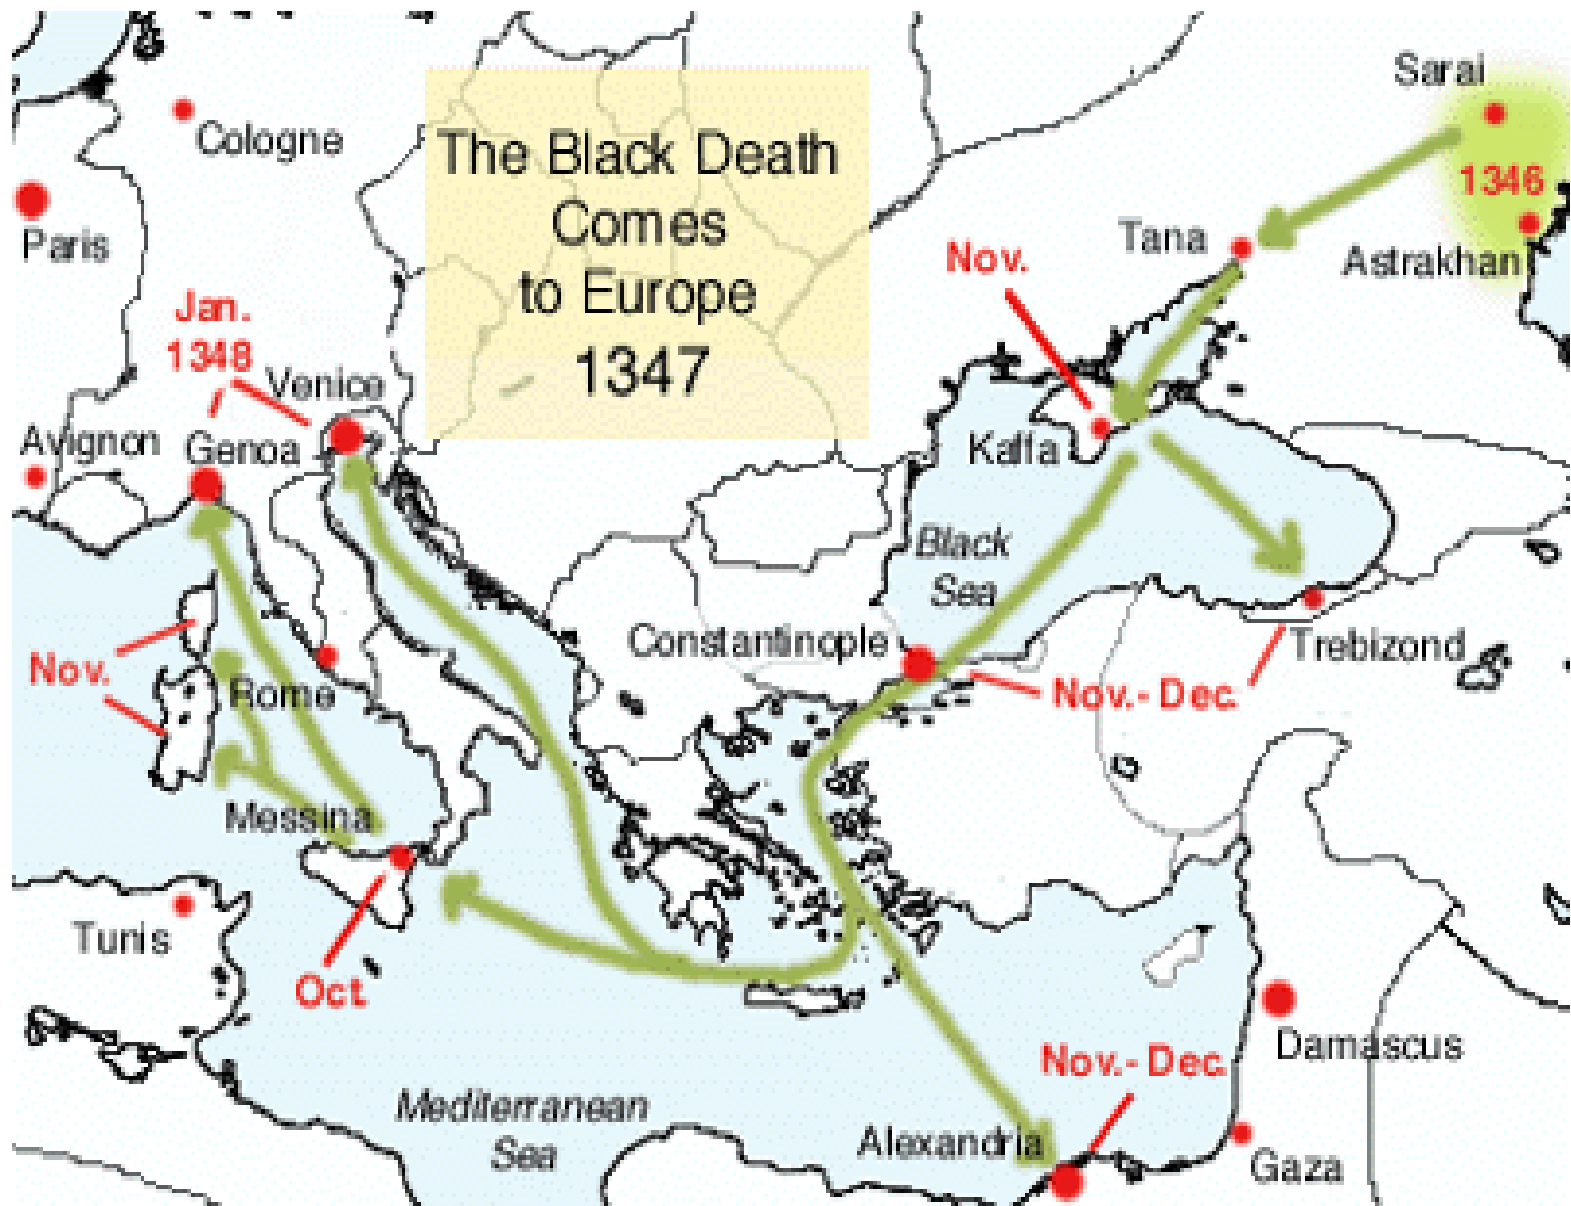 Sarai
Cologne
The Black Death
Comes
to Europe
1347
1346
Paris
Tana
Nov.
Astrakhan
Jan.
1348
Venice
Avignon
Genoa
Kaffa
Black
Sea
Constantinople
Trebizond
Nov.
Rome
Nov.- Dec.
Messina
Tunis
Oct.
Damascus
Nov.- Dec.
Mediterranean
Sea
Alexandria
Gaza